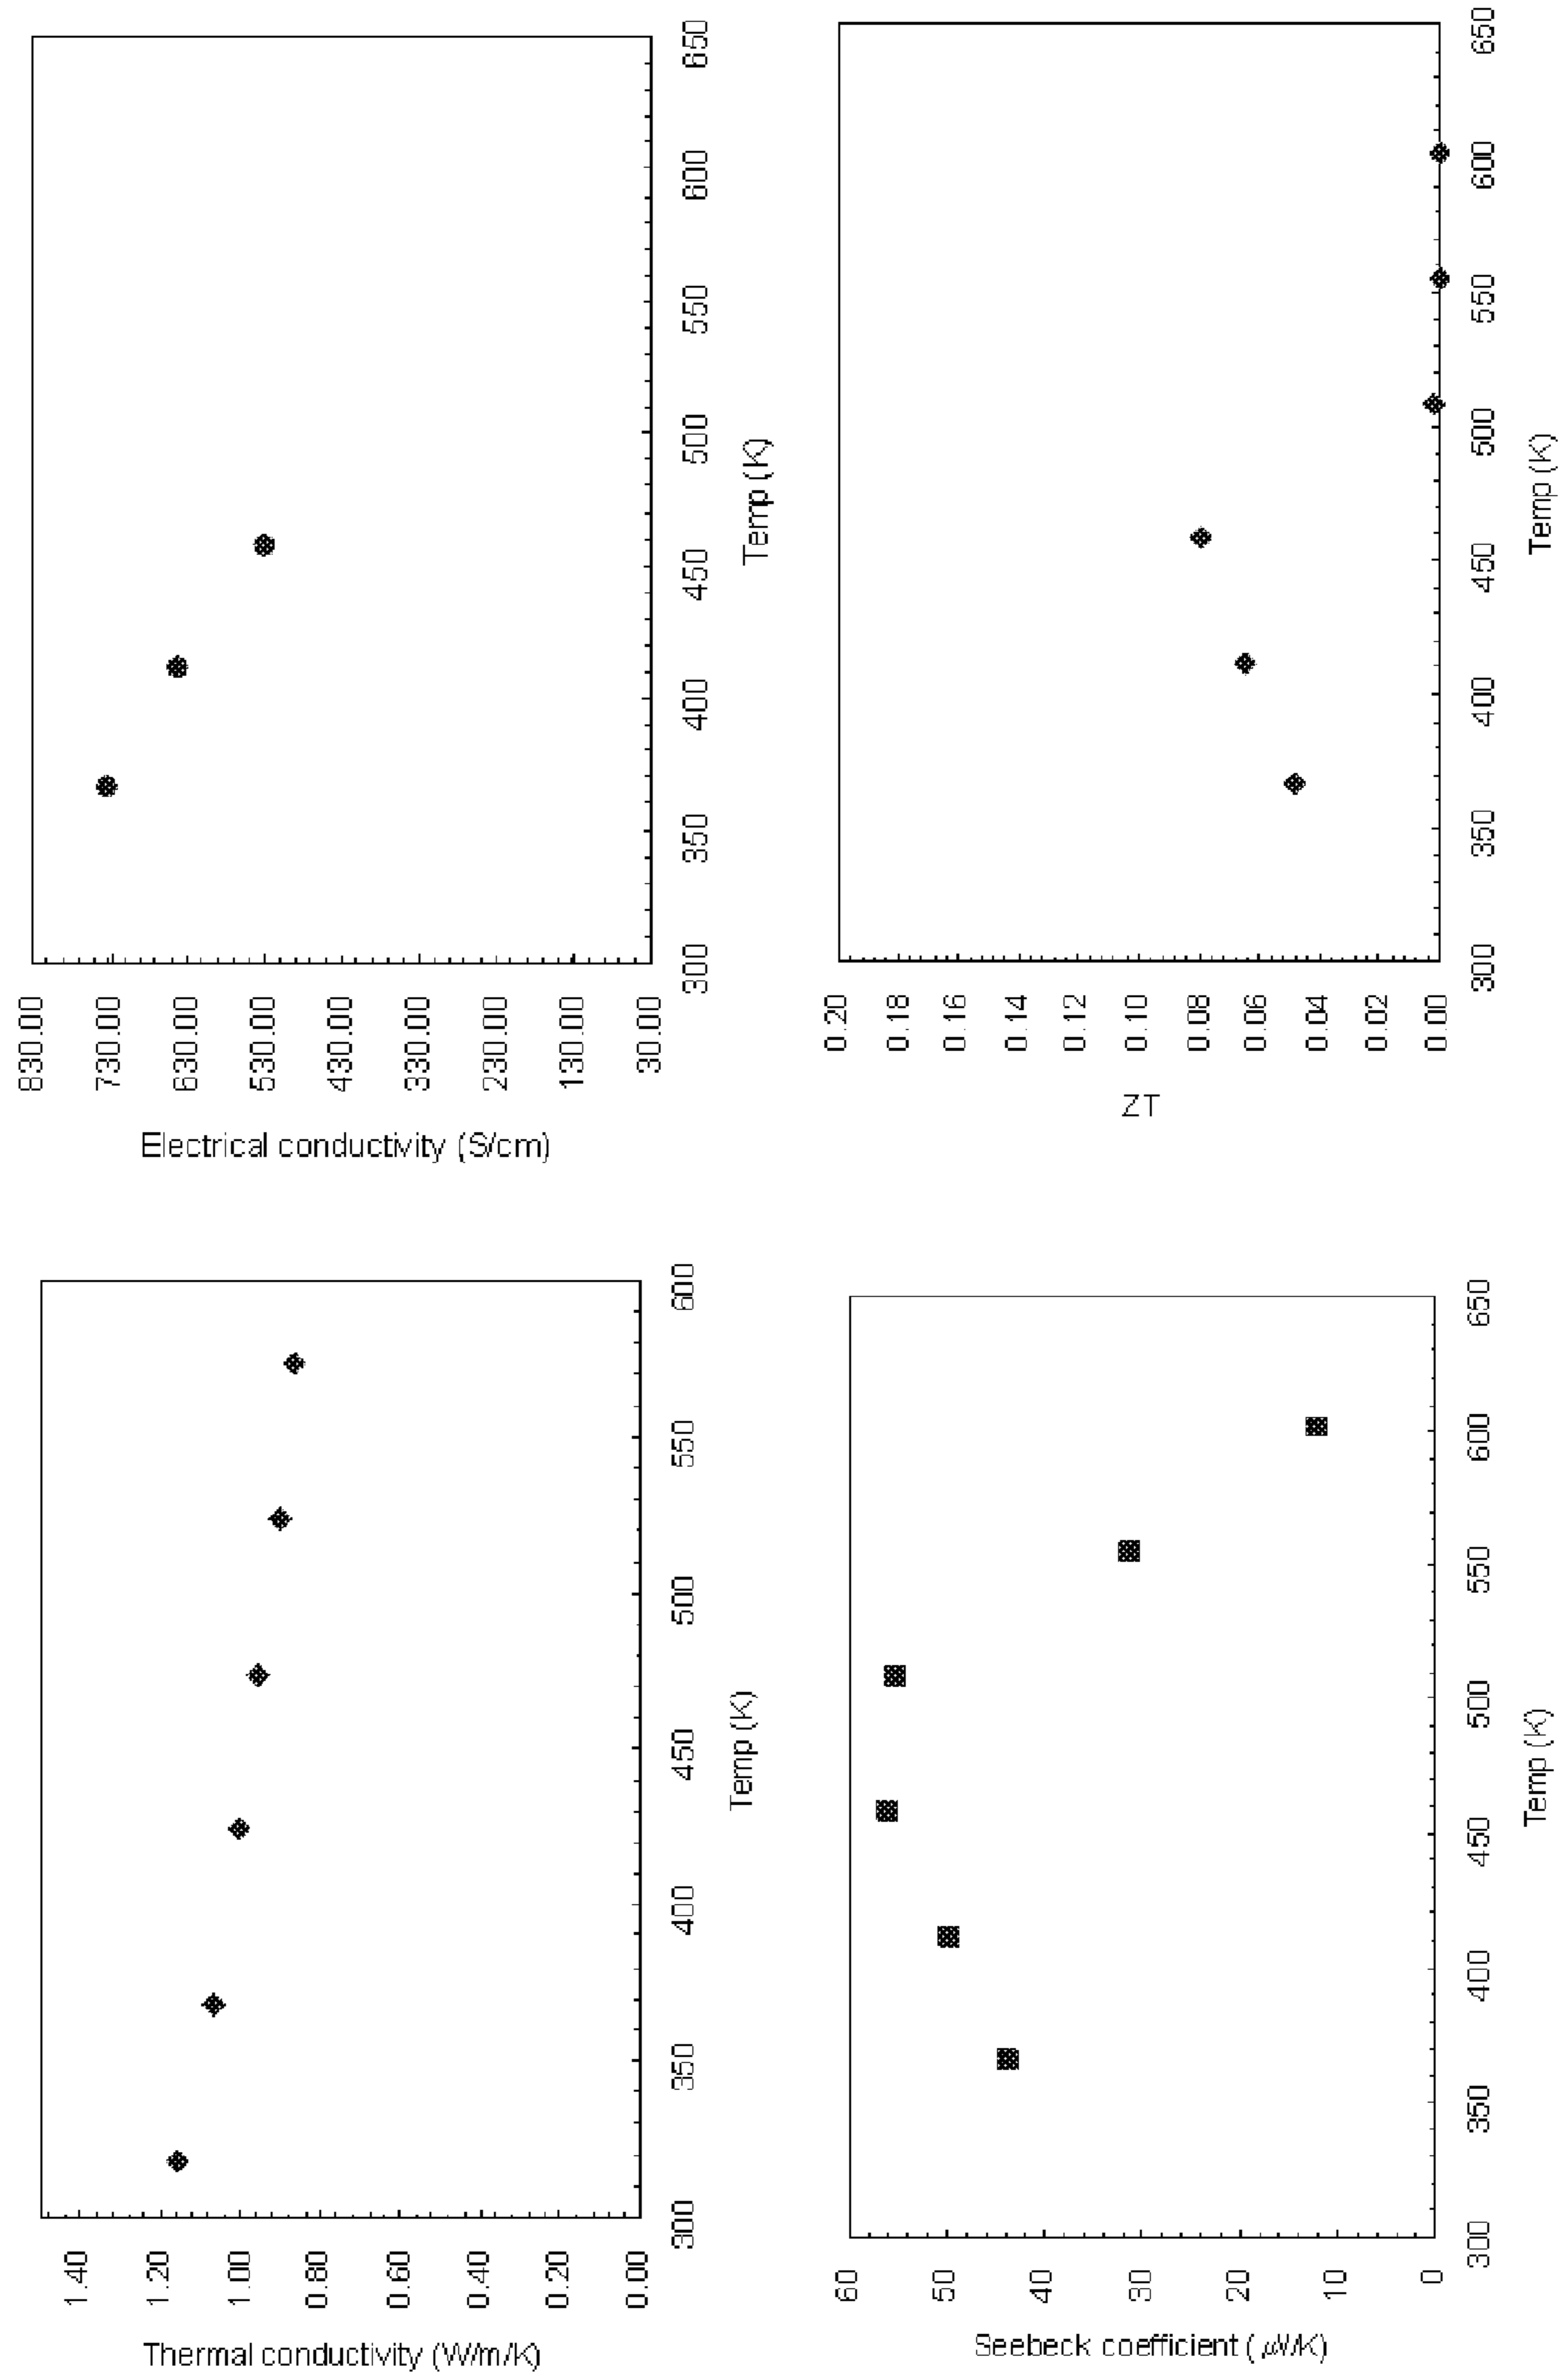 Thermal conductivity (W/m/K)
1.40
1.20
1.00
0.80
0.60
0.40
0.20
0.00
300 350 400 450 500 550 600
Temp (K)
Electrical conductivity (S/cm)
830.00
730.00
630.00
530.00
430.00
330.00
230.00
130.00
30.00
300 350 400 450 500 550 600 650
Temp (K)
Seebeck coefficient ( μV/K)
60
50
40
30
20
10
0
300 350 400 450 500 550 600 650
Temp (K)
ZT
0.20
0.18
0.16
0.14
0.12
0.10
0.08
0.06
0.04
0.02
0.00
300 350 400 450 500 550 600 650
Temp (K)